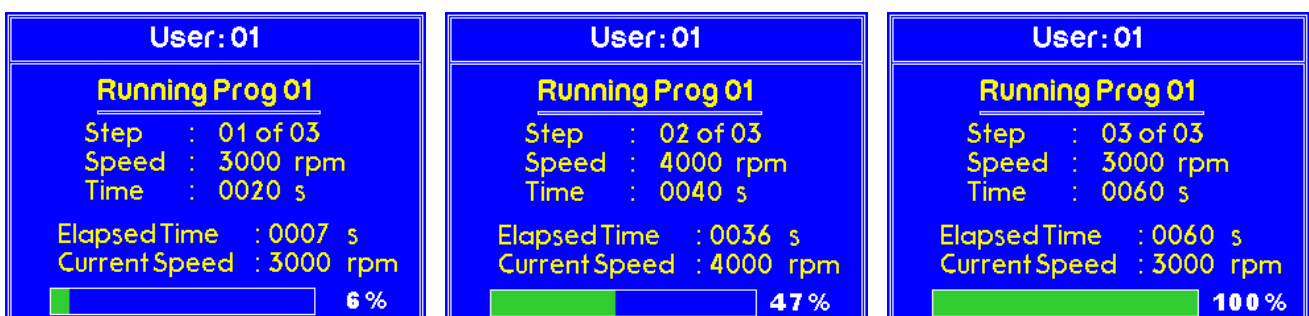 User: 01
Running Prog 01
Step : 01 of 03
Speed : 3000 rpm
Time : 0020 s
Elapsed Time : 0007 s
Current Speed : 3000 rpm
6%
User: 01
Running Prog 01
Step : 02 of 03
Speed : 4000 rpm
Time : 0040 s
Elapsed Time : 0036 s
Current Speed : 4000 rpm
47%
User: 01
Running Prog 01
Step : 03 of 03
Speed : 3000 rpm
Time : 0060 s
Elapsed Time : 0060 s
Current Speed : 3000 rpm
100%